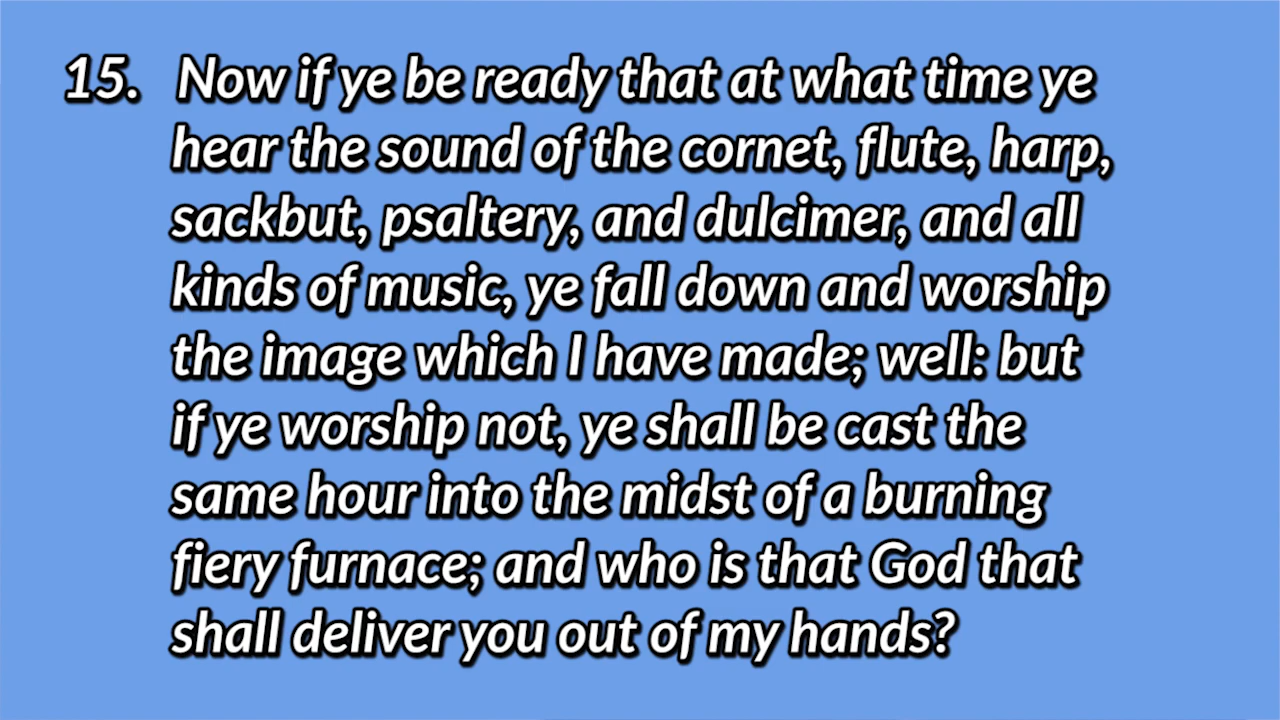 15. Now if ye be ready that at what time ye
hear the sound of the cornet, flute, harp,
sackbut, psaltery, and dulcimer, and all
kinds of music, ye fall down and worship
the image which I have made; well: but
if ye worship not, ye shall be cast the
same hour into the midst of a burning
fiery furnace; and who is that God that
shall deliver you out of my hands?